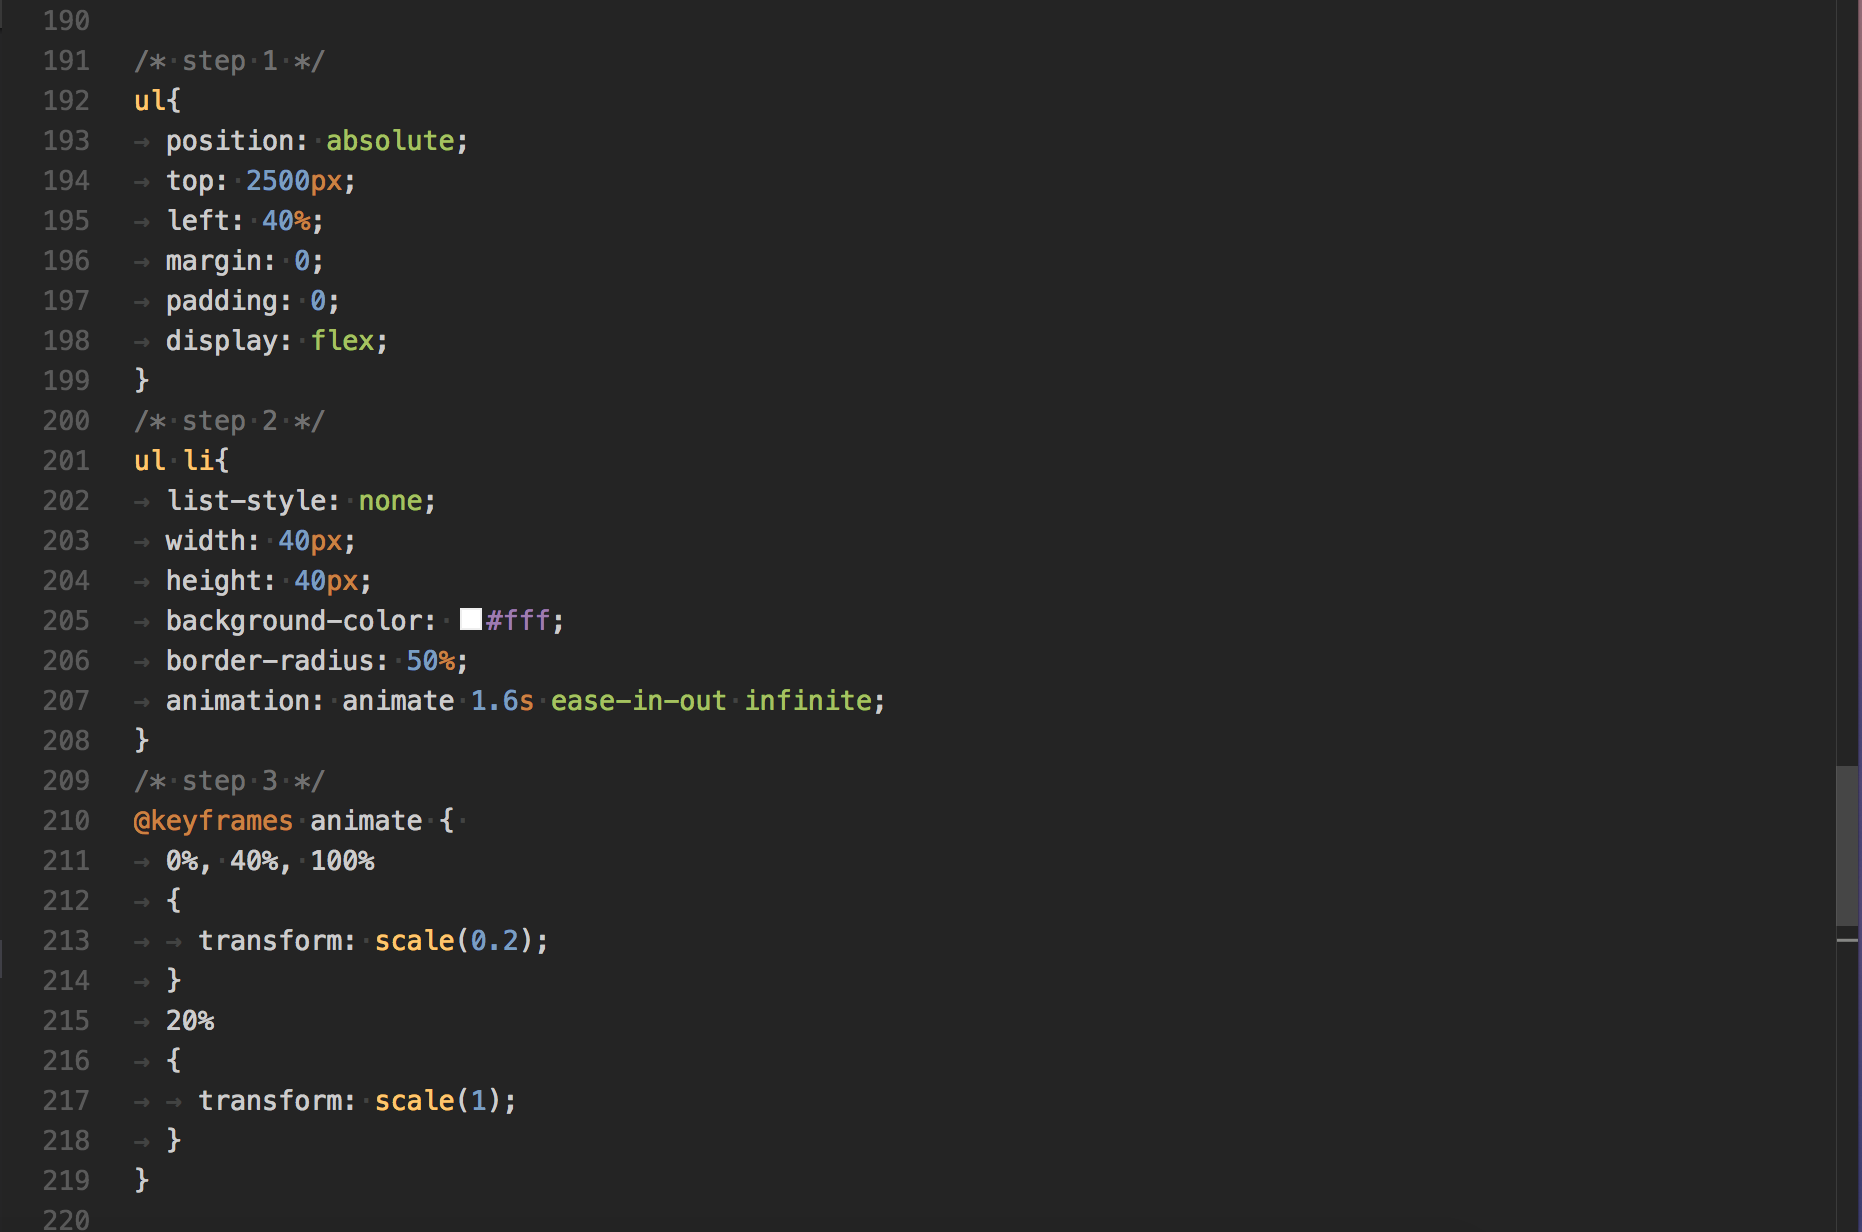 190
191 /* step 1 */
192 ul{
193 → position: absolute;
194 → top: 2500px;
195 → left: 40%;
196 → margin: 0;
197 → padding: 0;
198 → display: flex;
199 }
200 /* step 2 */
201 ul li{
202 → list-style: none;
203 → width: 40px;
204 → height: 40px;
205 → background-color: #fff;
206 → border-radius: 50%;
207 → animation: animate 1.6s ease-in-out infinite;
208 }
209 /* step 3 */
210 @keyframes animate {
211 → 0%, 40%, 100%
212 → {
213 → → transform: scale(0.2);
214 → }
215 → 20%
216 → {
217 → → transform: scale(1);
218 → }
219 }
220